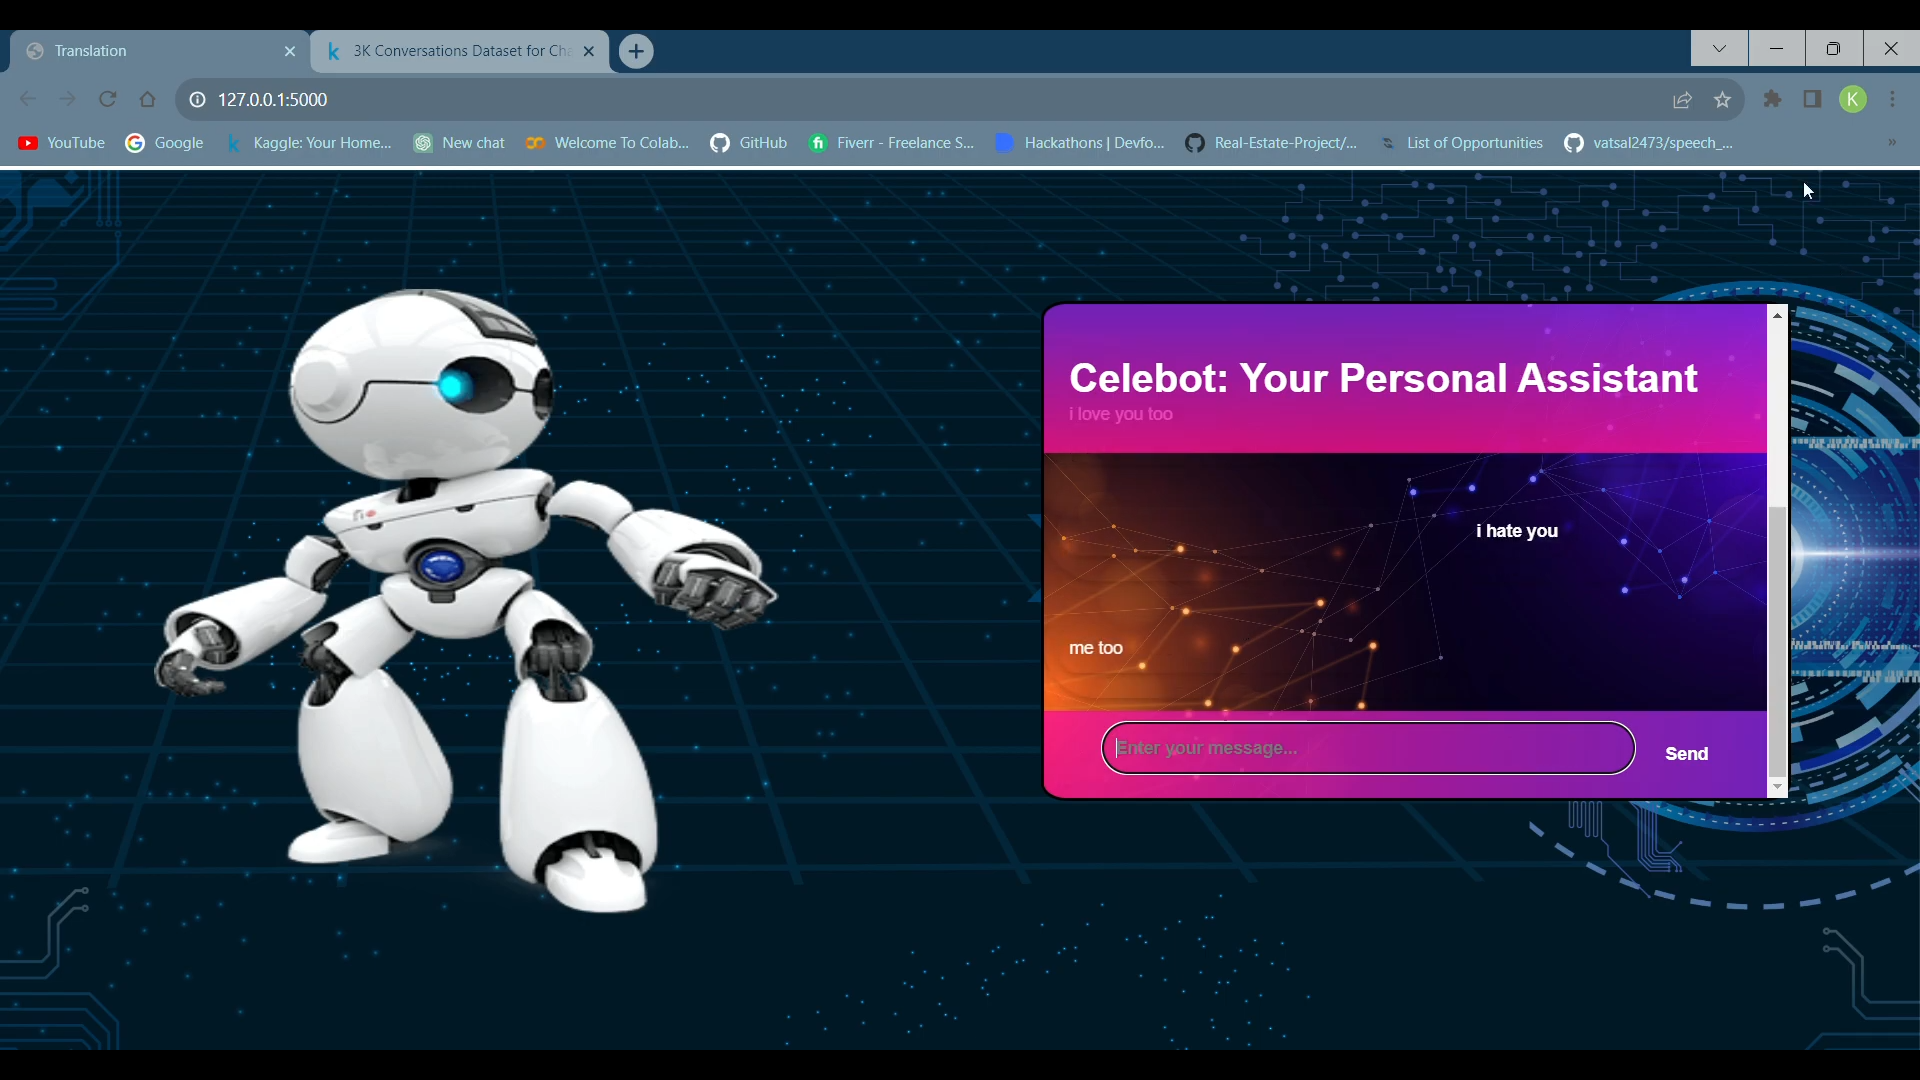 Translation
3K Conversations Dataset for Cha
127.0.0.1:5000
K
YouTube
Google
Kaggle: Your Home...
New chat
Welcome To Colab...
GitHub
Fiverr - Freelance S...
Hackathons | Devfo...
Real-Estate-Project/...
List of Opportunities
vatsal2473/speech_...
»
Celebot: Your Personal Assistant
i love you too
i hate you
me too
Enter your message...
Send